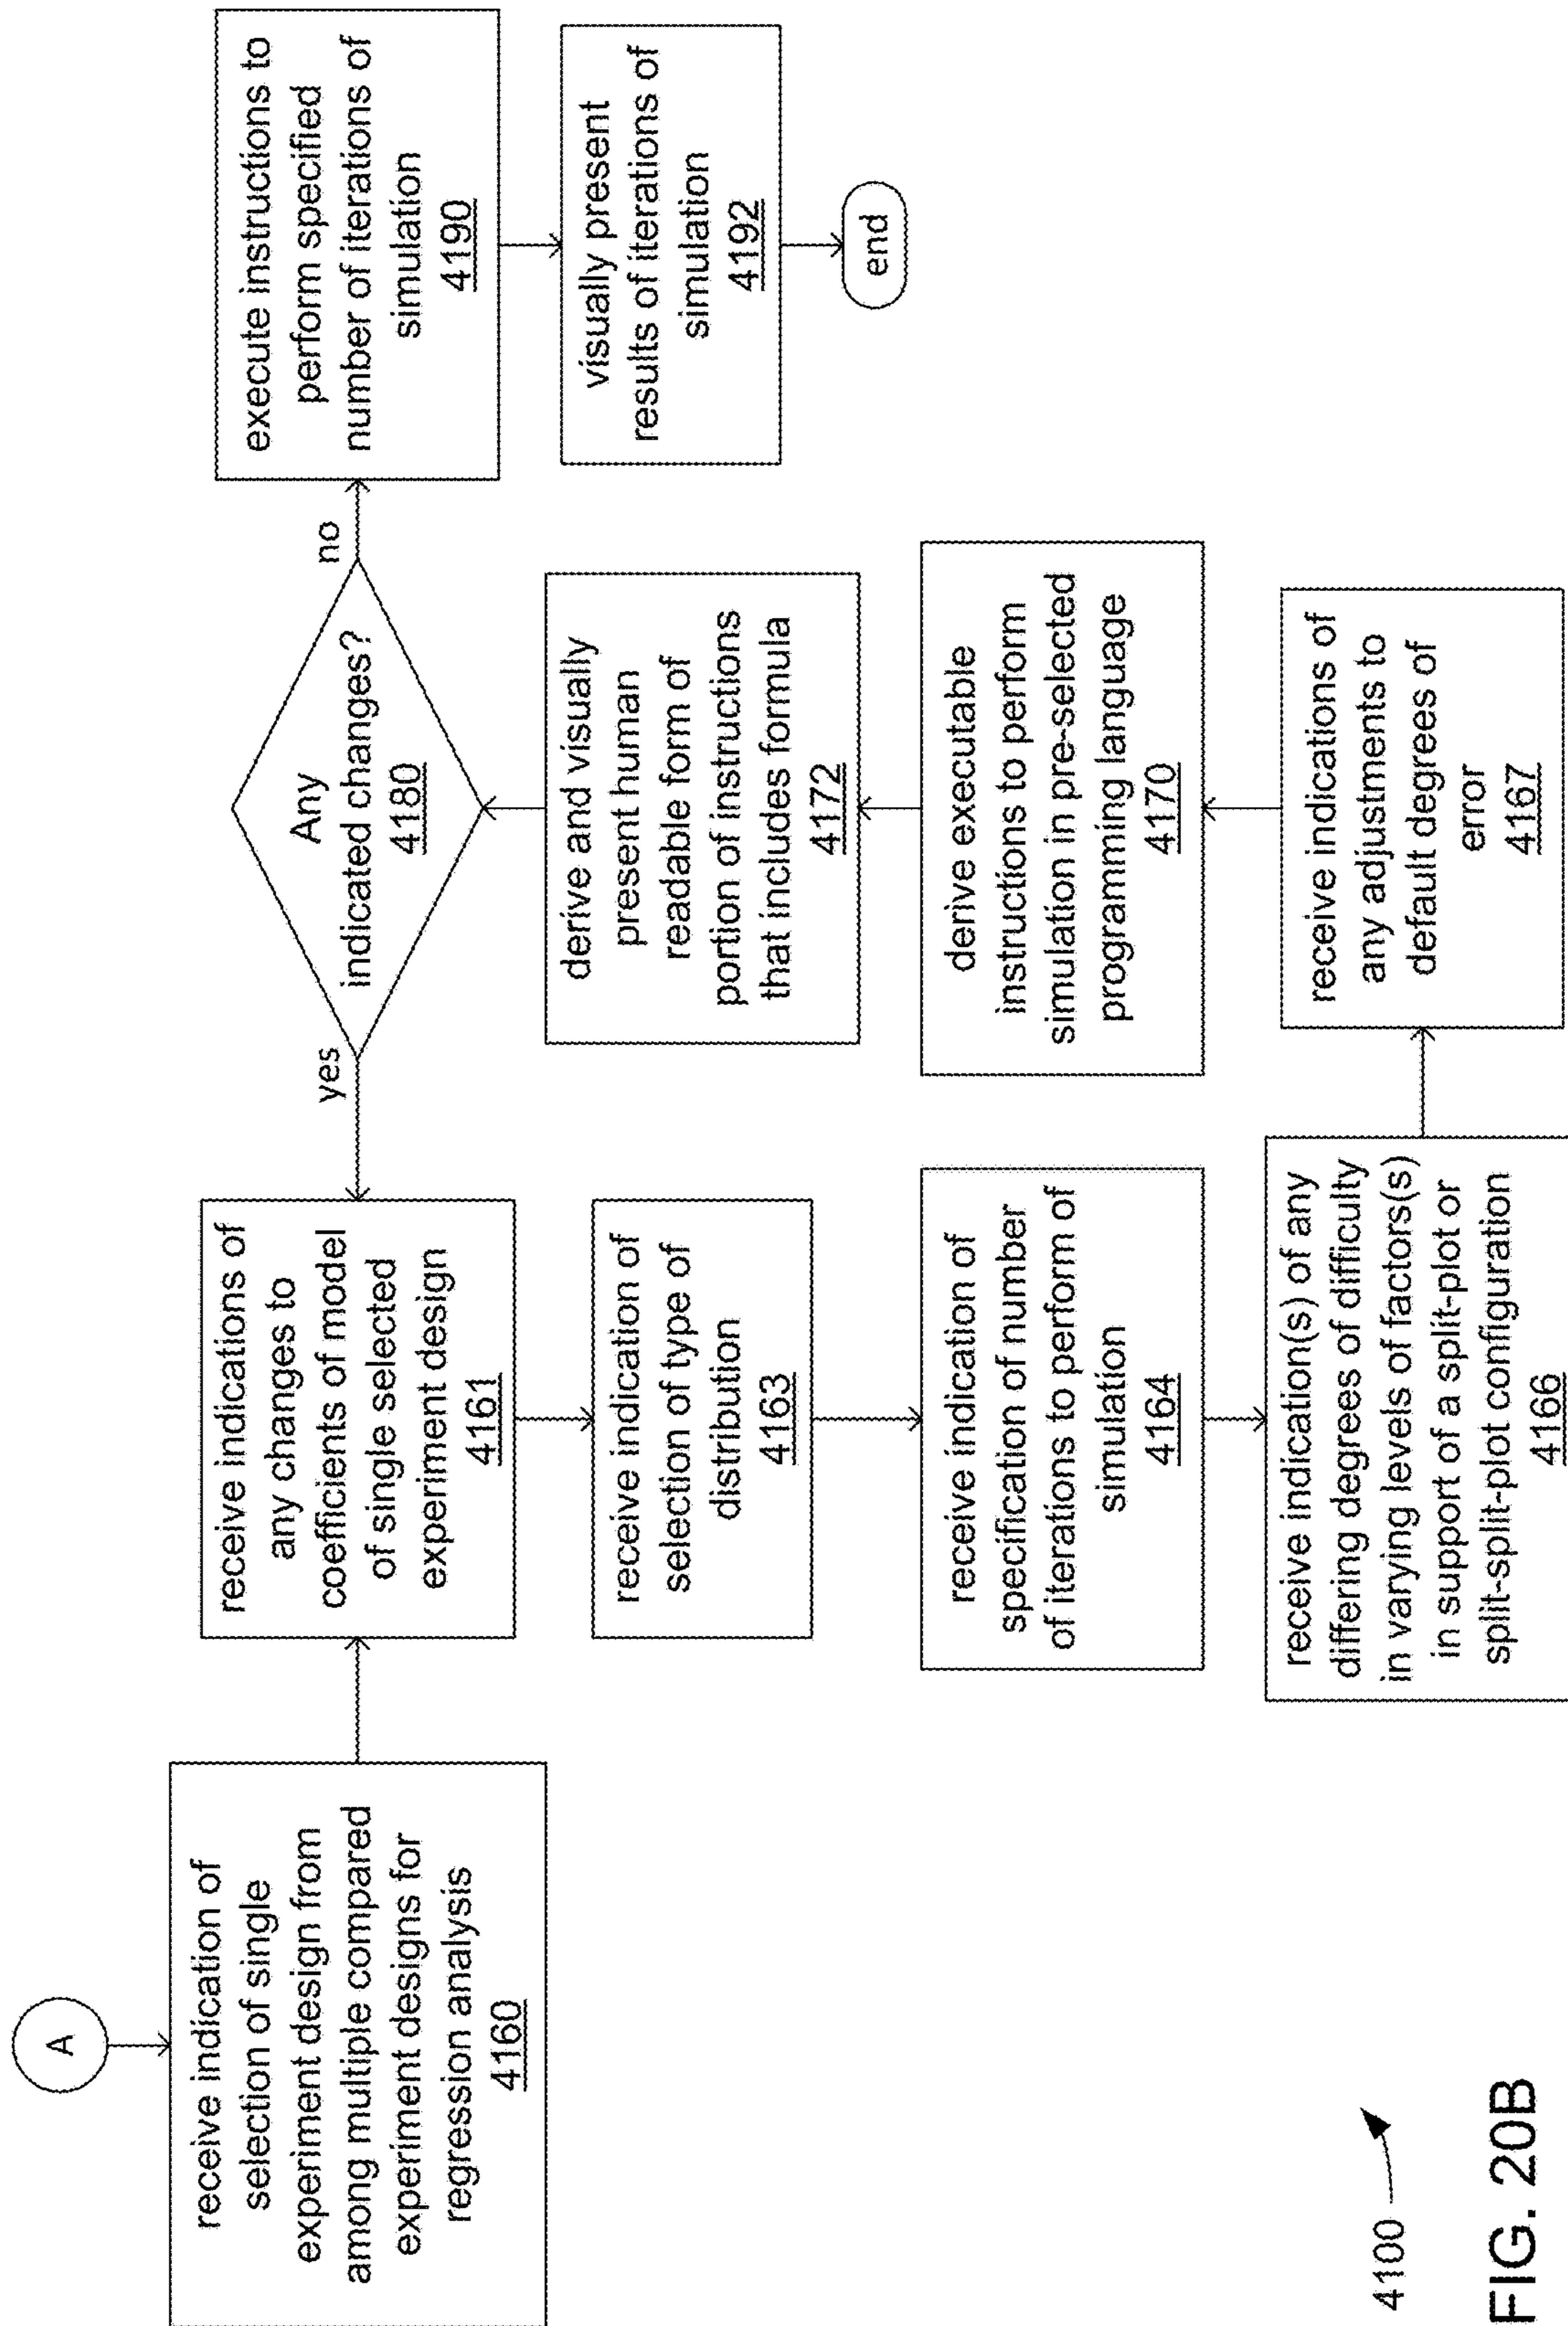 A
receive indication of
selection of single
experiment design from
among multiple compared
experiment designs for
regression analysis
4160
receive indications of
any changes to
coefficients of model
of single selected
experiment design
4161
receive indication of
selection of type of
distribution
4163
receive indication of
specification of number
of iterations to perform of
simulation
4164
receive indication(s) of any
differing degrees of difficulty
in varying levels of factors(s)
in support of a split-plot or
split-split-plot configuration
4166
yes
Any
indicated changes?
4180
no
derive and visually
present human
readable form of
portion of instructions
that includes formula
4172
derive executable
instructions to perform
simulation in pre-selected
programming language
4170
receive indications of
any adjustments to
default degrees of
error
4167
execute instructions to
perform specified
number of iterations of
simulation
4190
visually present
results of iterations of
simulation
4192
end
4100
FIG. 20B